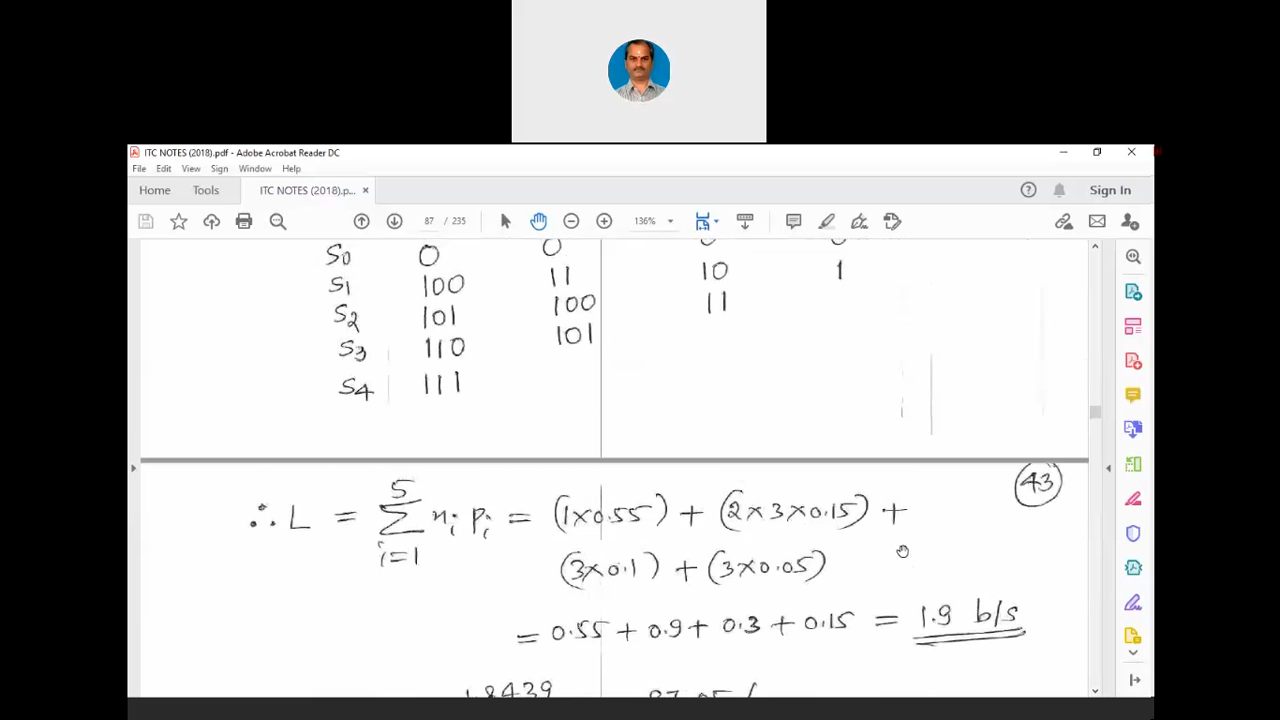 ITC NOTES (2018).pdf - Adobe Acrobat Reader DC
File Edit View Sign Window Help
Home Tools ITC NOTES (2018).p... × Sign In
87 / 235 136%
S0 0 0
S1 100 11 10 1
S2 101 100 11
S3 110 101
S4 111
43
∴ L = 5∑i=1 ni pi = (1×0.55) + (2×3×0.15) +
(3×0.1) + (3×0.05)
= 0.55 + 0.9 + 0.3 + 0.15 = 1.9 b/s
1.8439